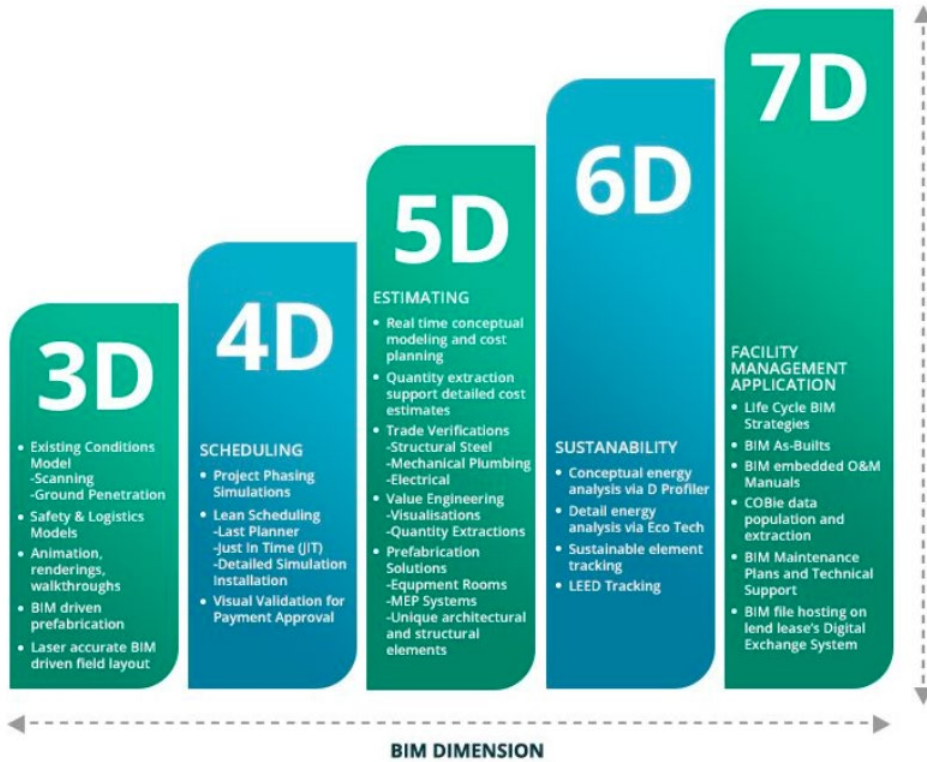 3D
• Existing Conditions
Model
-Scanning
-Ground Penetration
• Safety & Logistics
Models
• Animation,
renderings,
walkthroughs
• BIM driven
prefabrication
• Laser accurate BIM
driven field layout
4D
SCHEDULING
• Project Phasing
Simulations
• Lean Scheduling
-Last Planner
-Just In Time (JIT)
-Detailed Simulation
Installation
• Visual Validation for
Payment Approval
5D
ESTIMATING
• Real time conceptual
modeling and cost
planning
• Quantity extraction
support detailed cost
estimates
• Trade Verifications
-Structural Steel
-Mechanical Plumbing
-Electrical
• Value Engineering
-Visualisations
-Quantity Extractions
• Prefabrication
Solutions
-Equpment Rooms
-MEP Systems
-Unique architectural
and structural
elements
6D
SUSTANABILITY
• Conceptual energy
analysis via D Profiler
• Detail energy
analysis via Eco Tech
• Sustainable element
tracking
• LEED Tracking
7D
FACILITY
MANAGEMENT
APPLICATION
• LIfe Cycle BIM
Strategies
• BIM As-Builts
• BIM embedded O&M
Manuals
• COBie data
population and
extraction
• BIM Maintenance
Plans and Technical
Support
• BIM file hosting on
lend lease's Digital
Exchange System
BIM DIMENSION